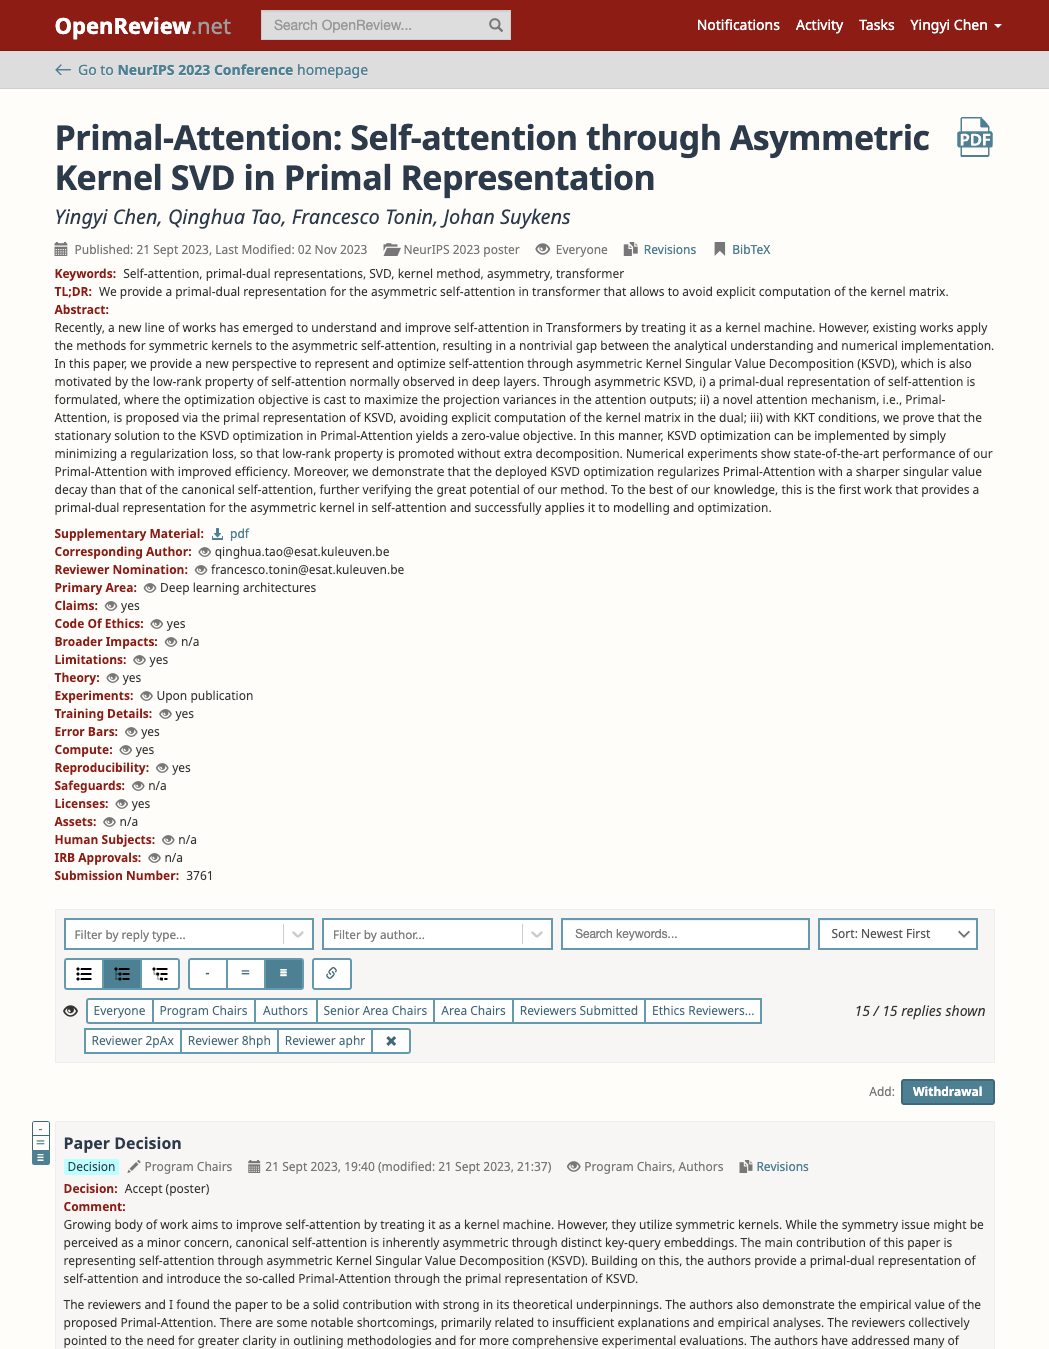 OpenReview.net
Search OpenReview...
Notifications Activity Tasks Yingyi Chen
← Go to NeurIPS 2023 Conference homepage
Primal-Attention: Self-attention through Asymmetric
Kernel SVD in Primal Representation
PDF
Yingyi Chen, Qinghua Tao, Francesco Tonin, Johan Suykens
Published: 21 Sept 2023, Last Modified: 02 Nov 2023 NeurIPS 2023 poster Everyone Revisions BibTeX
Keywords: Self-attention, primal-dual representations, SVD, kernel method, asymmetry, transformer
TL;DR: We provide a primal-dual representation for the asymmetric self-attention in transformer that allows to avoid explicit computation of the kernel matrix.
Abstract:
Recently, a new line of works has emerged to understand and improve self-attention in Transformers by treating it as a kernel machine. However, existing works apply
the methods for symmetric kernels to the asymmetric self-attention, resulting in a nontrivial gap between the analytical understanding and numerical implementation.
In this paper, we provide a new perspective to represent and optimize self-attention through asymmetric Kernel Singular Value Decomposition (KSVD), which is also
motivated by the low-rank property of self-attention normally observed in deep layers. Through asymmetric KSVD, i) a primal-dual representation of self-attention is
formulated, where the optimization objective is cast to maximize the projection variances in the attention outputs; ii) a novel attention mechanism, i.e., Primal-
Attention, is proposed via the primal representation of KSVD, avoiding explicit computation of the kernel matrix in the dual; iii) with KKT conditions, we prove that the
stationary solution to the KSVD optimization in Primal-Attention yields a zero-value objective. In this manner, KSVD optimization can be implemented by simply
minimizing a regularization loss, so that low-rank property is promoted without extra decomposition. Numerical experiments show state-of-the-art performance of our
Primal-Attention with improved efficiency. Moreover, we demonstrate that the deployed KSVD optimization regularizes Primal-Attention with a sharper singular value
decay than that of the canonical self-attention, further verifying the great potential of our method. To the best of our knowledge, this is the first work that provides a
primal-dual representation for the asymmetric kernel in self-attention and successfully applies it to modelling and optimization.
Supplementary Material: pdf
Corresponding Author: qinghua.tao@esat.kuleuven.be
Reviewer Nomination: francesco.tonin@esat.kuleuven.be
Primary Area: Deep learning architectures
Claims: yes
Code Of Ethics: yes
Broader Impacts: n/a
Limitations: yes
Theory: yes
Experiments: Upon publication
Training Details: yes
Error Bars: yes
Compute: yes
Reproducibility: yes
Safeguards: n/a
Licenses: yes
Assets: n/a
Human Subjects: n/a
IRB Approvals: n/a
Submission Number: 3761
Filter by reply type... Filter by author... Search keywords... Sort: Newest First
- = ≡
Everyone Program Chairs Authors Senior Area Chairs Area Chairs Reviewers Submitted Ethics Reviewers... 15 / 15 replies shown
Reviewer 2pAx Reviewer 8hph Reviewer aphr ✖
Add: Withdrawal
Paper Decision
Decision Program Chairs 21 Sept 2023, 19:40 (modified: 21 Sept 2023, 21:37) Program Chairs, Authors Revisions
Decision: Accept (poster)
Comment:
Growing body of work aims to improve self-attention by treating it as a kernel machine. However, they utilize symmetric kernels. While the symmetry issue might be
perceived as a minor concern, canonical self-attention is inherently asymmetric through distinct key-query embeddings. The main contribution of this paper is
representing self-attention through asymmetric Kernel Singular Value Decomposition (KSVD). Building on this, the authors provide a primal-dual representation of
self-attention and introduce the so-called Primal-Attention through the primal representation of KSVD.
The reviewers and I found the paper to be a solid contribution with strong in its theoretical underpinnings. The authors also demonstrate the empirical value of the
proposed Primal-Attention. There are some notable shortcomings, primarily related to insufficient explanations and empirical analyses. The reviewers collectively
pointed to the need for greater clarity in outlining methodologies and for more comprehensive experimental evaluations. The authors have addressed many of